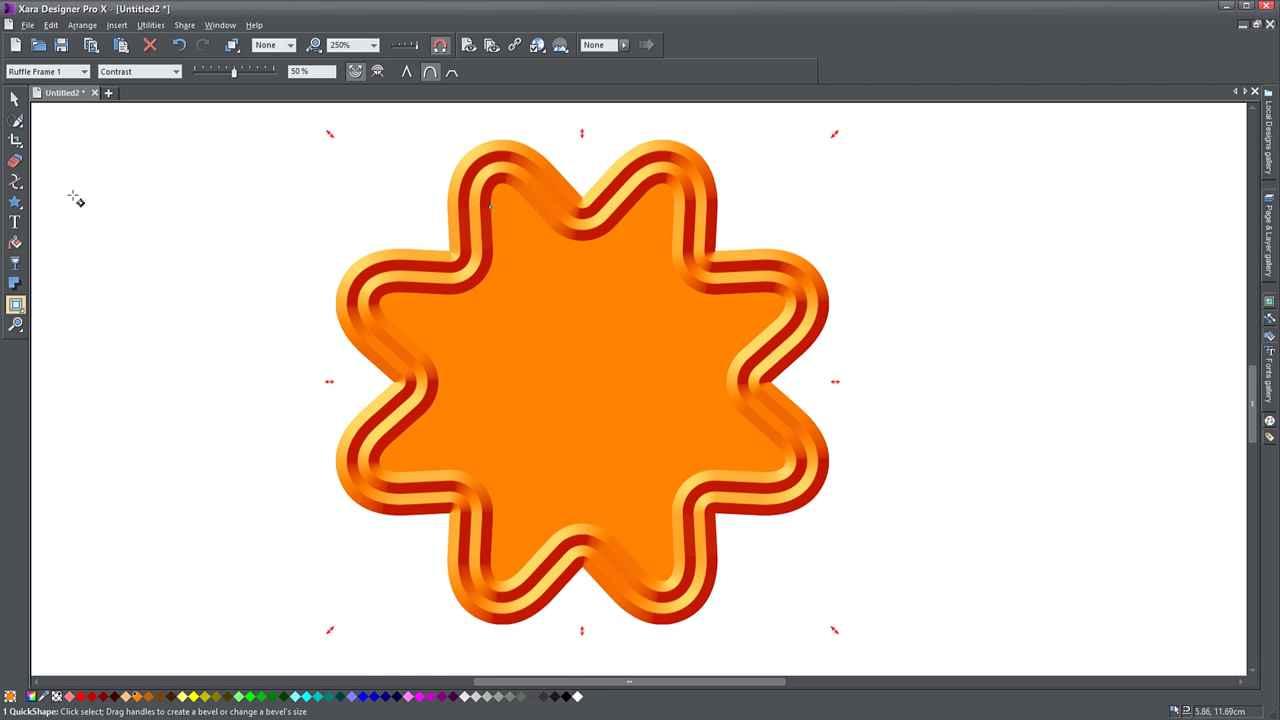 Xara Designer Pro X - [Untitled2 *]
File Edit Arrange Insert Utilities Share Window Help
None 250% None
Ruffle Frame 1 Contrast 50 %
Untitled2 *
Local Designs gallery
Page & Layer gallery
Fonts gallery
1 QuickShape: Click select; Drag handles to create a bevel or change a bevel's size
5.86, 11.69cm